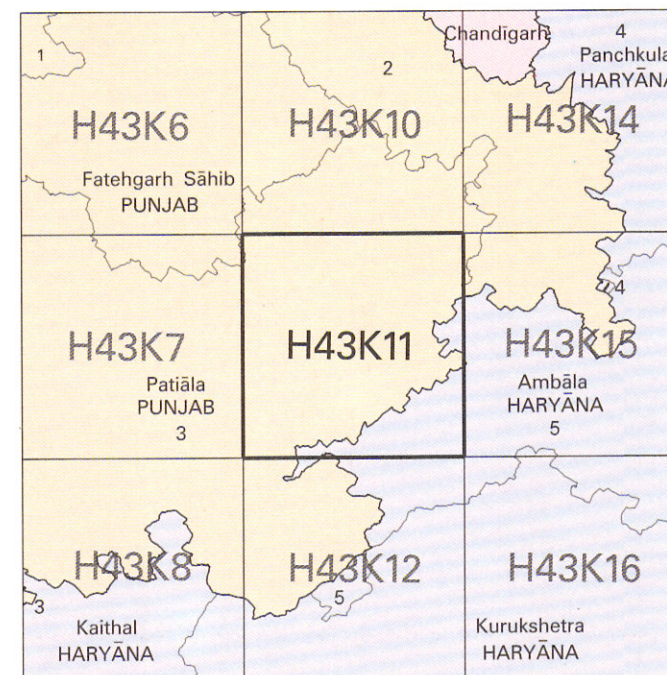 Chandīgarh
1
2
4
Panchkula
HARYĀNA
H43K6
H43K10
H43K14
Fatehgarh Sāhib
PUNJAB
4
H43K7
H43K11
H43K15
Patiāla
PUNJAB
3
Ambāla
HARYĀNA
5
H43K8
H43K12
H43K16
3
5
Kaithal
HARYĀNA
Kurukshetra
HARYĀNA